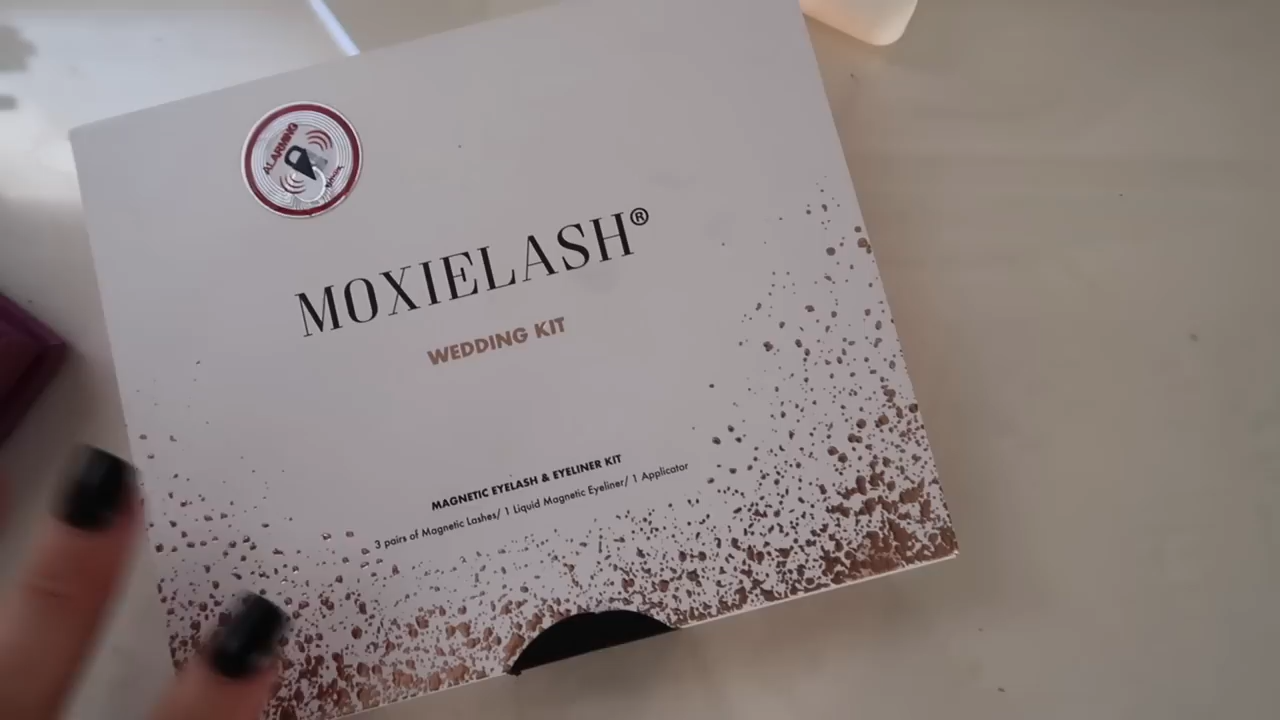 ALARMING
MOXIELASH®
WEDDING KIT
MAGNETIC EYELASH & EYELINER KIT
3 pairs of Magnetic Lashes/ 1 Liquid Magnetic Eyeliner/ 1 Applicator